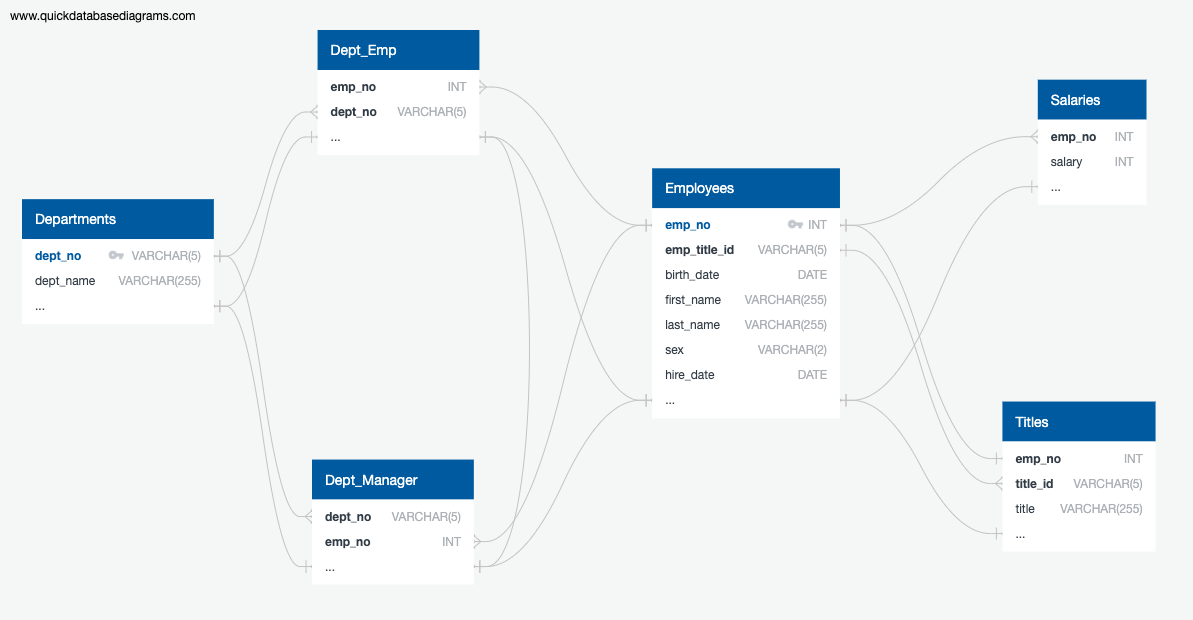 www.quickdatabasediagrams.com
Dept_Emp
emp_no INT
dept_no VARCHAR(5)
...
Salaries
emp_no INT
salary INT
...
Employees
emp_no INT
emp_title_id VARCHAR(5)
birth_date DATE
first_name VARCHAR(255)
last_name VARCHAR(255)
sex VARCHAR(2)
hire_date DATE
...
Departments
dept_no VARCHAR(5)
dept_name VARCHAR(255)
...
Titles
emp_no INT
title_id VARCHAR(5)
title VARCHAR(255)
...
Dept_Manager
dept_no VARCHAR(5)
emp_no INT
...